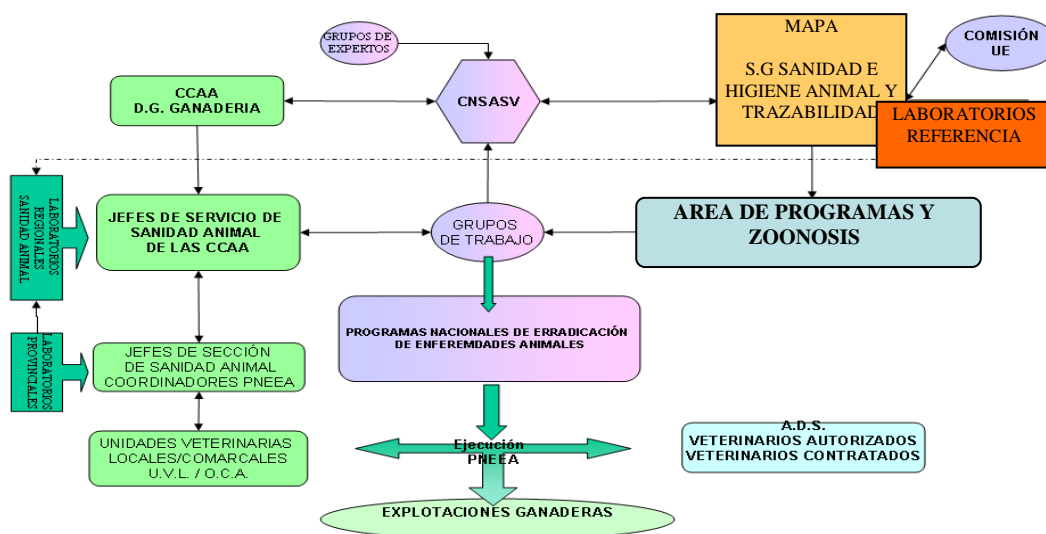 GRUPOS DE
EXPERTOS
MAPA
S.G SANIDAD E
HIGIENE ANIMAL Y
TRAZABILIDAD
COMISIÓN
UE
CCAA
D.G. GANADERIA
CNSASV
LABORATORIOS
REFERENCIA
LABORATORIOS
REGIONALES
SANIDAD ANIMAL
JEFES DE SERVICIO DE
SANIDAD ANIMAL
DE LAS CCAA
GRUPOS
DE TRABAJO
AREA DE PROGRAMAS Y
ZOONOSIS
PROGRAMAS NACIONALES DE ERRADICACIÓN
DE ENFEREMDADES ANIMALES
LABORATORIOS
PROVINCIALES
JEFES DE SECCIÓN
DE SANIDAD ANIMAL
COORDINADORES PNEEA
UNIDADES VETERINARIAS
LOCALES/COMARCALES
U.V.L. / O.C.A.
Ejecución
PNEEA
A.D.S.
VETERINARIOS AUTORIZADOS
VETERINARIOS CONTRATADOS
EXPLOTACIONES GANADERAS